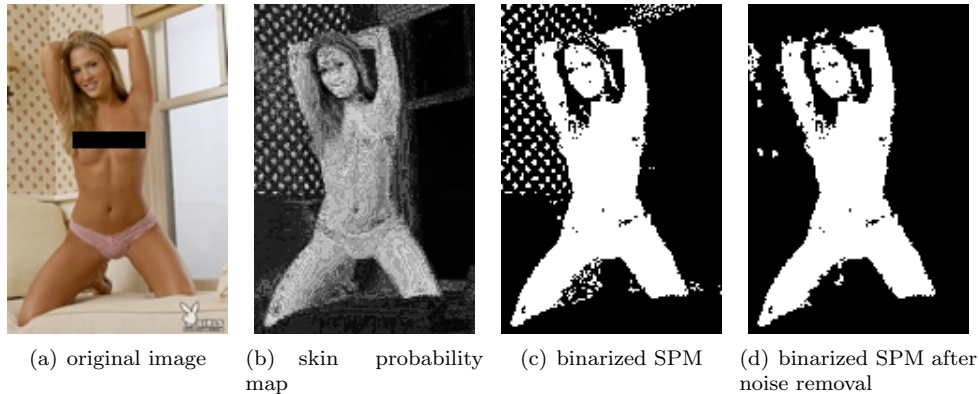 (a) original image
(b) skin probability
map
(c) binarized SPM
(d) binarized SPM after
noise removal